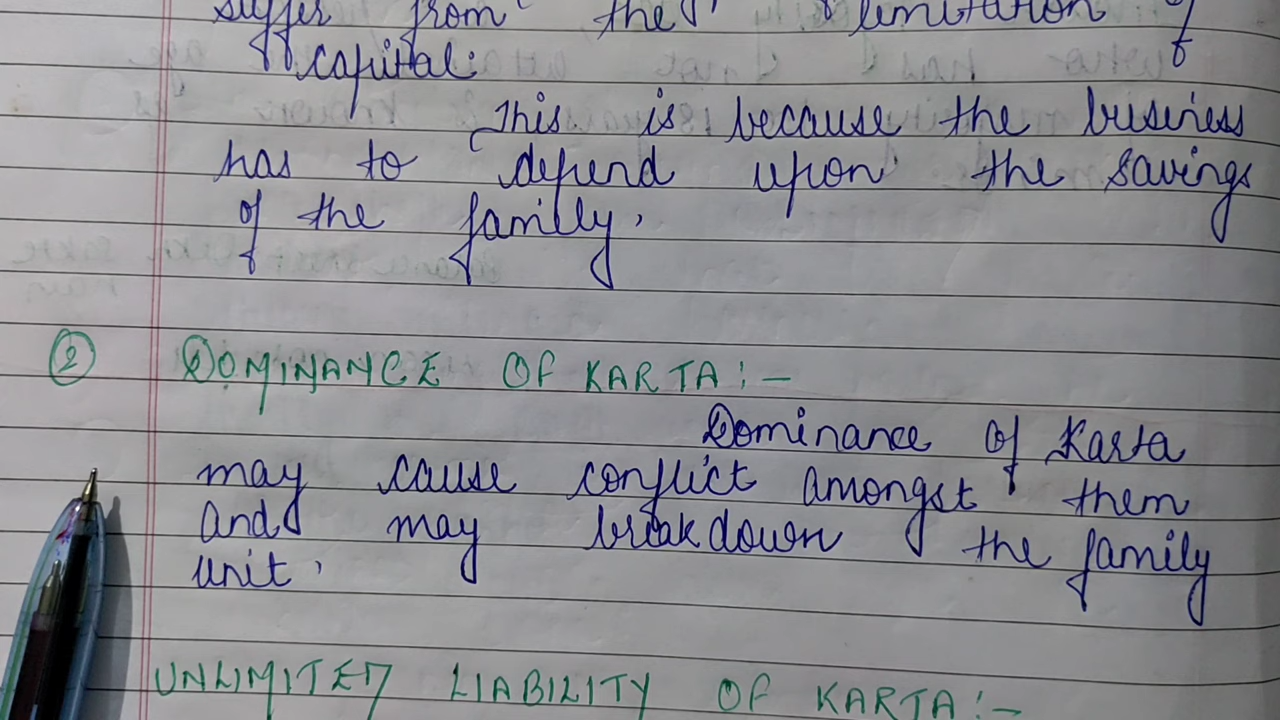 suffer from the limitation of
capital.
This is because the business
has to depend upon the savings
of the family.
② DOMINANCE OF KARTA :-
Dominance of Karta
may cause conflict amongst them
and may breakdown the family
unit.
UNLIMITED LIABILITY OF KARTA :-